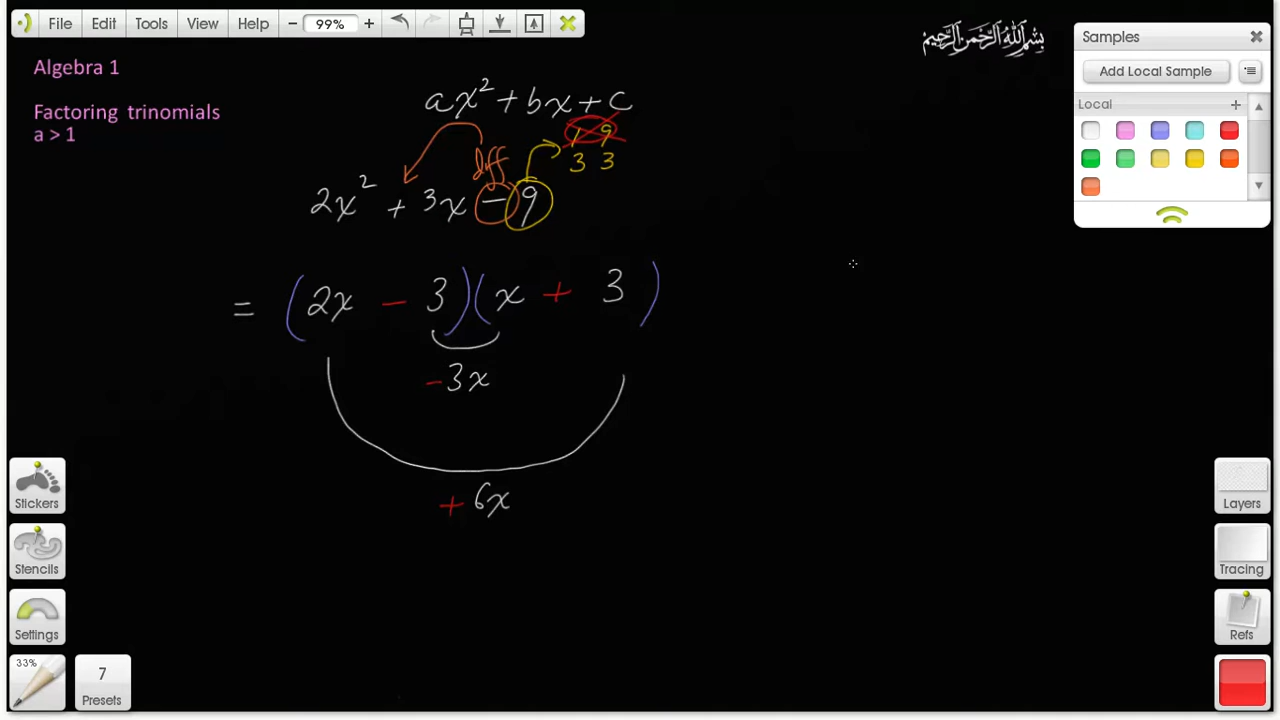 File Edit Tools View Help − 99% +
بسم الله الرحمن الرحيم
Samples
Add Local Sample
Local
Algebra 1
Factoring trinomials
a > 1
ax² + bx + c
1 9
3 3
diff
2x² + 3x − 9
= (2x − 3)(x + 3)
−3x
+6x
Stickers
Stencils
Settings
33%
7
Presets
Layers
Tracing
Refs